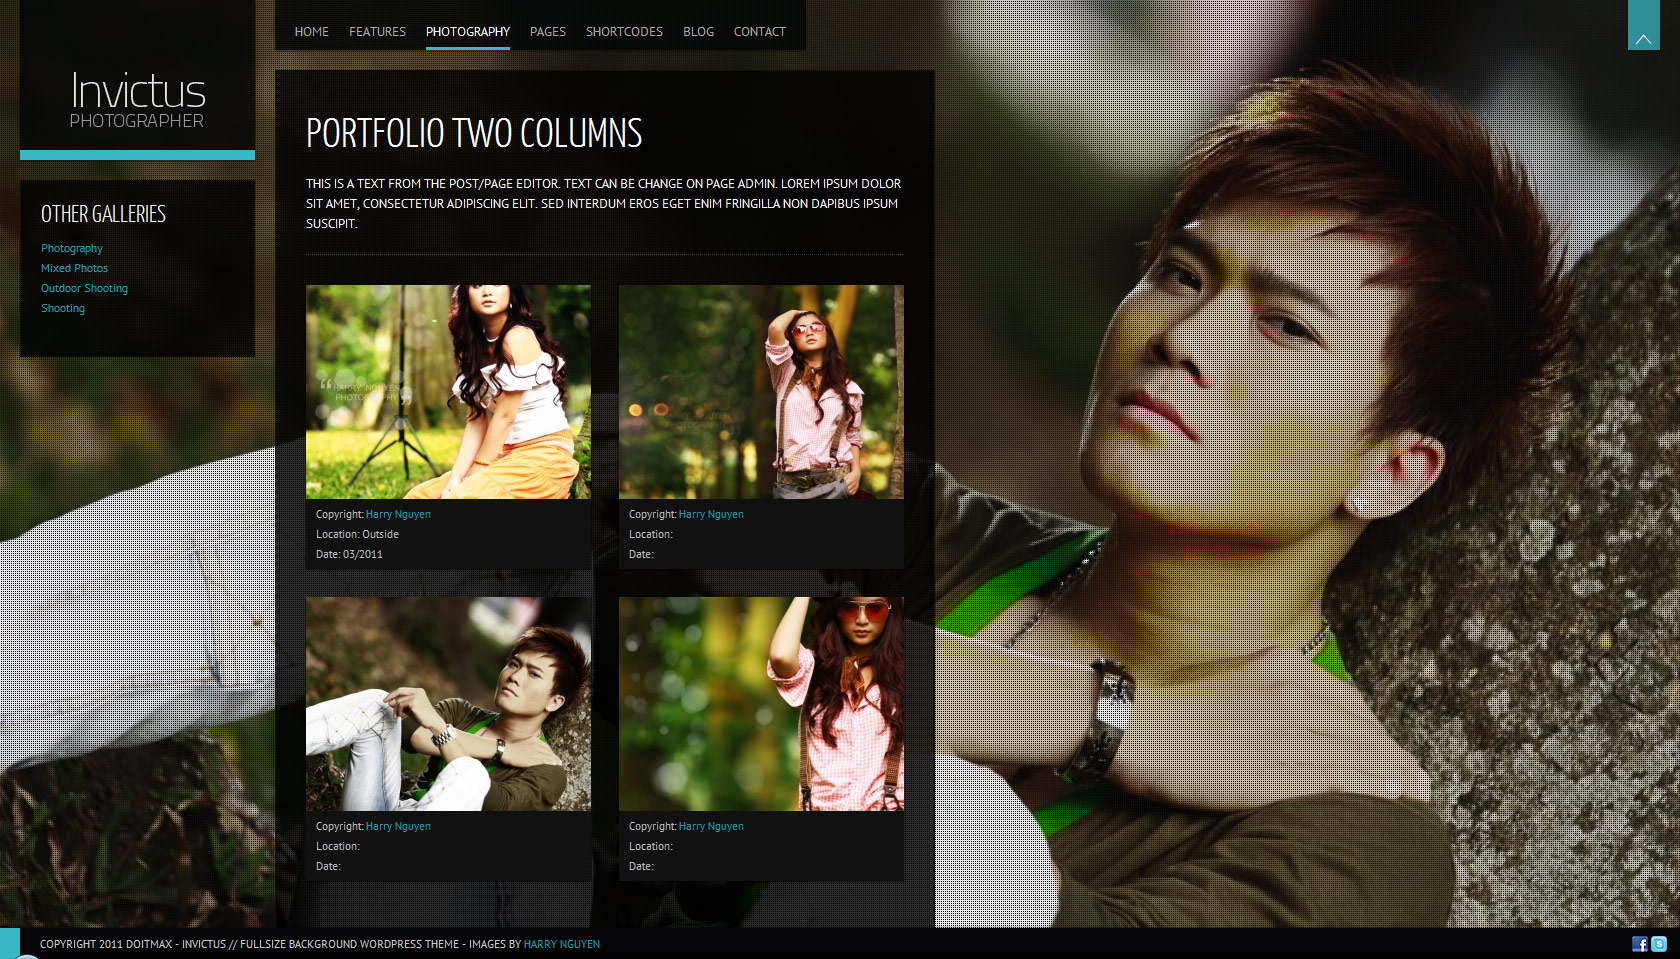 HOME FEATURES PHOTOGRAPHY PAGES SHORTCODES BLOG CONTACT
Invictus
PHOTOGRAPHER
OTHER GALLERIES
Photography
Mixed Photos
Outdoor Shooting
Shooting
PORTFOLIO TWO COLUMNS
THIS IS A TEXT FROM THE POST/PAGE EDITOR. TEXT CAN BE CHANGE ON PAGE ADMIN. LOREM IPSUM DOLOR
SIT AMET, CONSECTETUR ADIPISCING ELIT. SED INTERDUM EROS EGET ENIM FRINGILLA NON DAPIBUS IPSUM
SUSCIPIT.
HARRY NGUYEN
PHOTOGRAPHY
Copyright: Harry Nguyen
Location: Outside
Date: 03/2011
Copyright: Harry Nguyen
Location:
Date:
Copyright: Harry Nguyen
Location:
Date:
Copyright: Harry Nguyen
Location:
Date:
COPYRIGHT 2011 DOITMAX - INVICTUS // FULLSIZE BACKGROUND WORDPRESS THEME - IMAGES BY HARRY NGUYEN